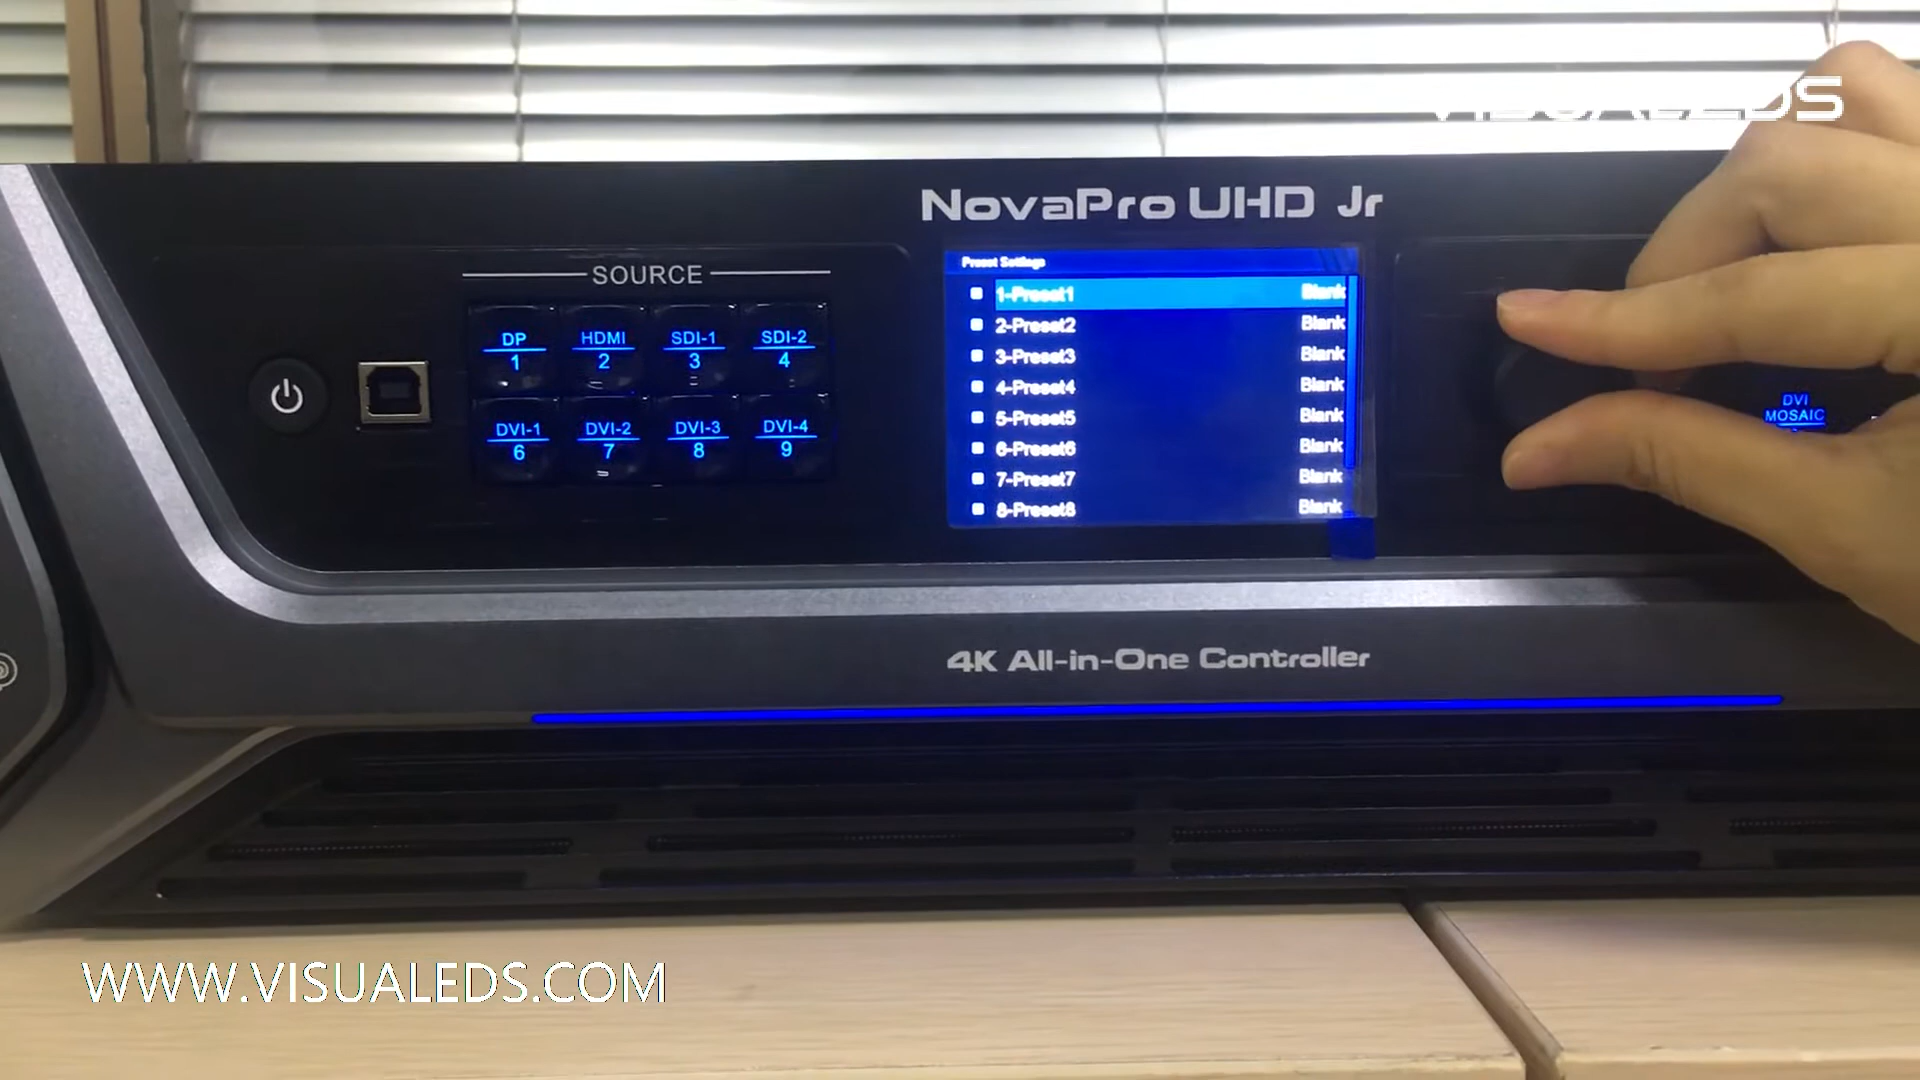 VISUALEDS
NovaPro UHD Jr
SOURCE
DP
1
HDMI
2
SDI-1
3
SDI-2
4
DVI-1
6
DVI-2
7
DVI-3
8
DVI-4
9
Preset Settings
1-Preset1 Blank
2-Preset2 Blank
3-Preset3 Blank
4-Preset4 Blank
5-Preset5 Blank
6-Preset6 Blank
7-Preset7 Blank
8-Preset8 Blank
DVI
MOSAIC
4K All-in-One Controller
WWW.VISUALEDS.COM